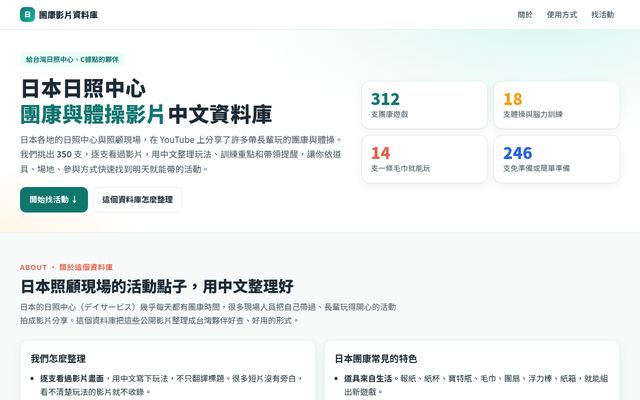 日 團康影片資料庫
關於 使用方式 找活動
給台灣日照中心、C據點的夥伴
日本日照中心
團康與體操影片中文資料庫
日本各地的日照中心與照顧現場，在 YouTube 上分享了許多帶長輩玩的團康與體操。
我們挑出 350 支，逐支看過影片，用中文整理玩法、訓練重點和帶領提醒，讓你依道
具、場地、參與方式快速找到明天就能帶的活動。
開始找活動 ↓
這個資料庫怎麼整理
312
支團康遊戲
18
支體操與腦力訓練
14
支一條毛巾就能玩
246
支免準備或簡單準備
ABOUT · 關於這個資料庫
日本照顧現場的活動點子，用中文整理好
日本的日照中心（デイサービス）幾乎每天都有團康時間，很多現場人員把自己帶過、長輩玩得開心的活動
拍成影片分享。這個資料庫把這些公開影片整理成台灣夥伴好查、好用的形式。
我們怎麼整理
• 逐支看過影片畫面，用中文寫下玩法，不只翻譯標題。很多短片沒有旁白，
看不清楚玩法的影片就不收錄。
日本團康常見的特色
• 道具來自生活。報紙、紙杯、寶特瓶、毛巾、團扇、浮力棒、紙箱，就能組
出新遊戲。